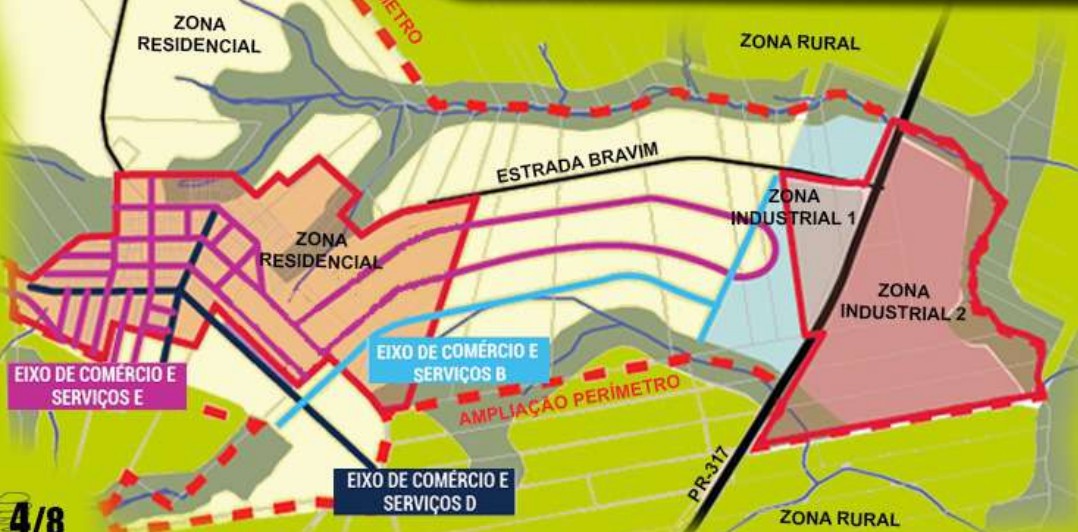 ZONA
RESIDENCIAL
ZONA RURAL
ESTRADA BRAVIM
ZONA
INDUSTRIAL 1
ZONA
RESIDENCIAL
ZONA
INDUSTRIAL 2
EIXO DE COMÉRCIO E
SERVIÇOS B
EIXO DE COMÉRCIO E
SERVIÇOS E
AMPLIAÇÃO PERÍMETRO
PR-317
EIXO DE COMÉRCIO E
SERVIÇOS D
ZONA RURAL
4/8